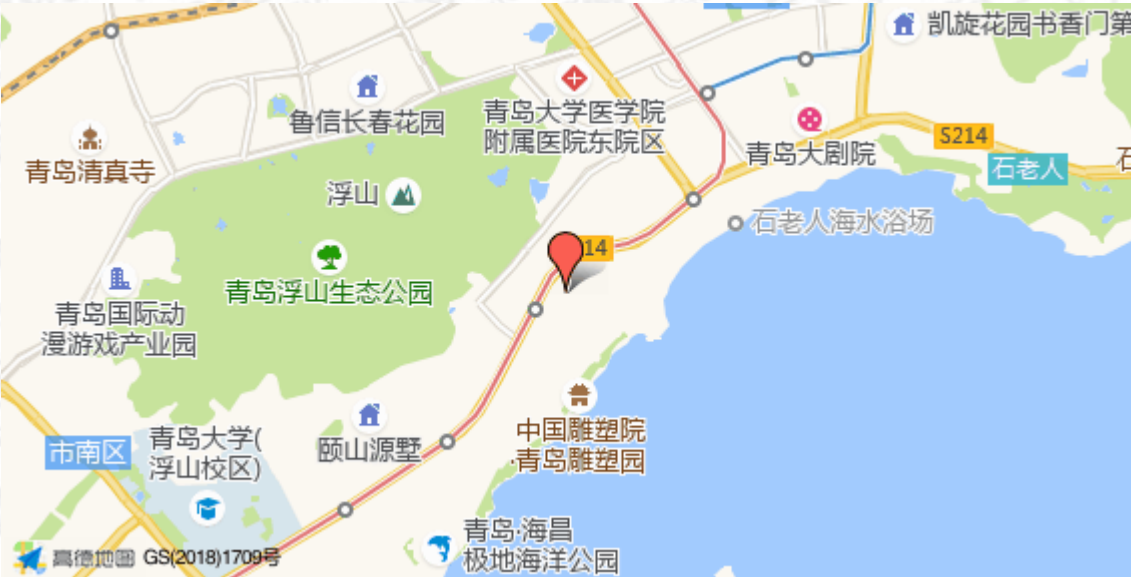 凯旋花园书香门第
鲁信长春花园
青岛大学医学院
附属医院东院区
青岛大剧院
S214
石老人
石
青岛清真寺
浮山
石老人海水浴场
14
青岛浮山生态公园
青岛国际动
漫游戏产业园
中国雕塑院
·青岛雕塑园
颐山源墅
市南区
青岛大学(
浮山校区)
青岛·海昌
极地海洋公园
高德地图 GS(2018)1709号